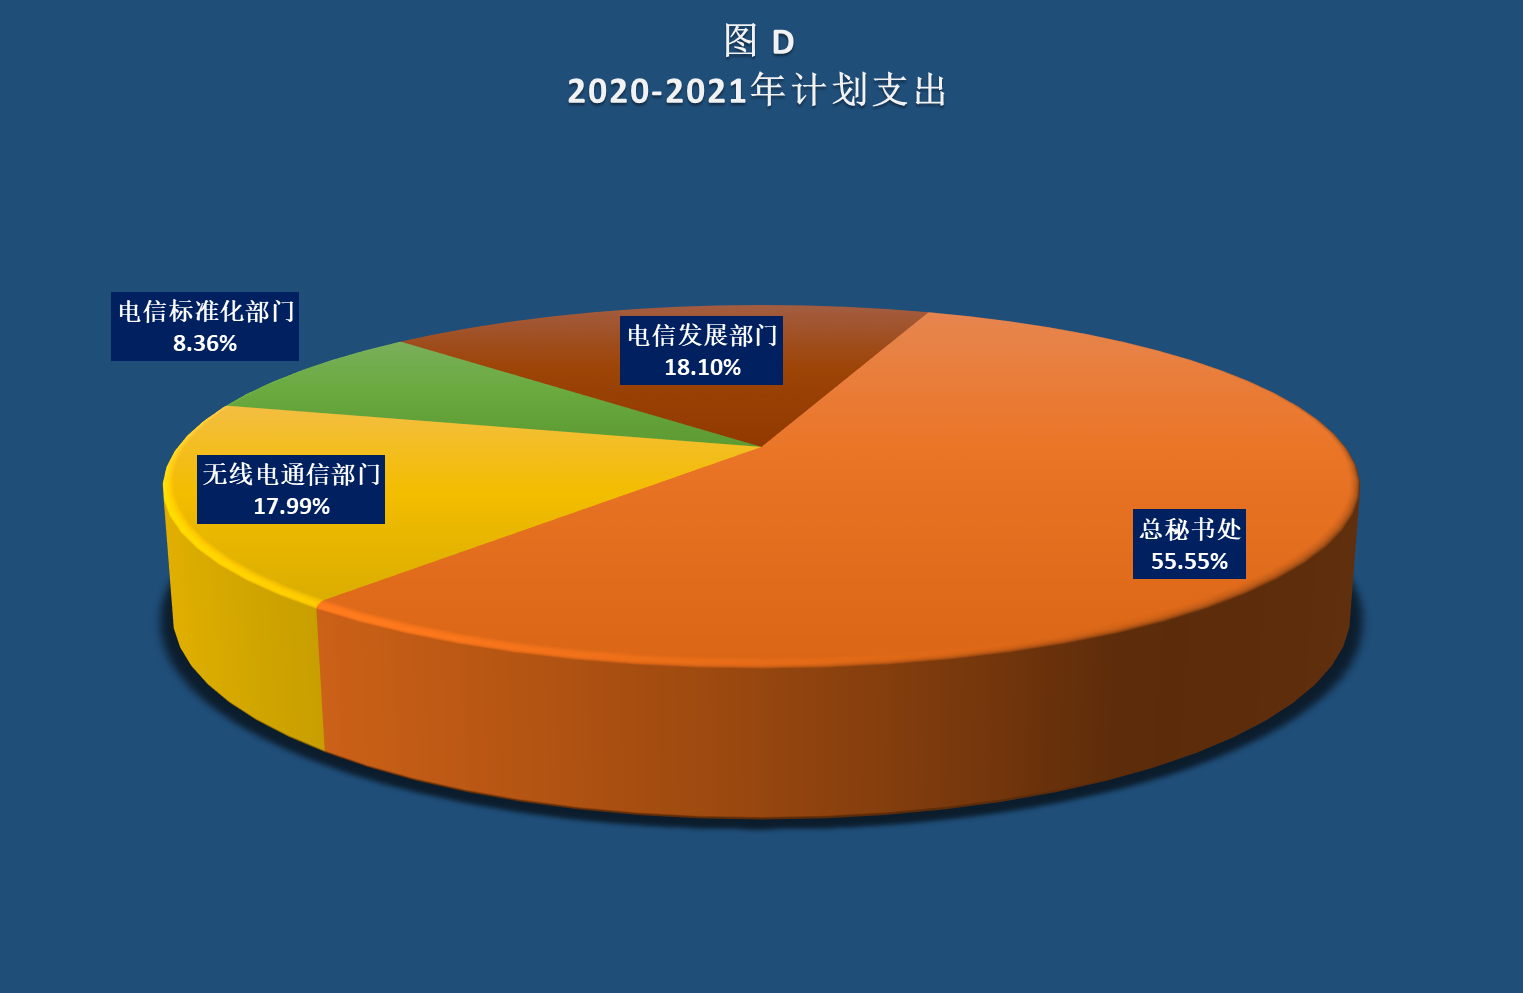 图 D
2020-2021年计划支出
电信标准化部门
8.36%
电信发展部门
18.10%
无线电通信部门
17.99%
总秘书处
55.55%